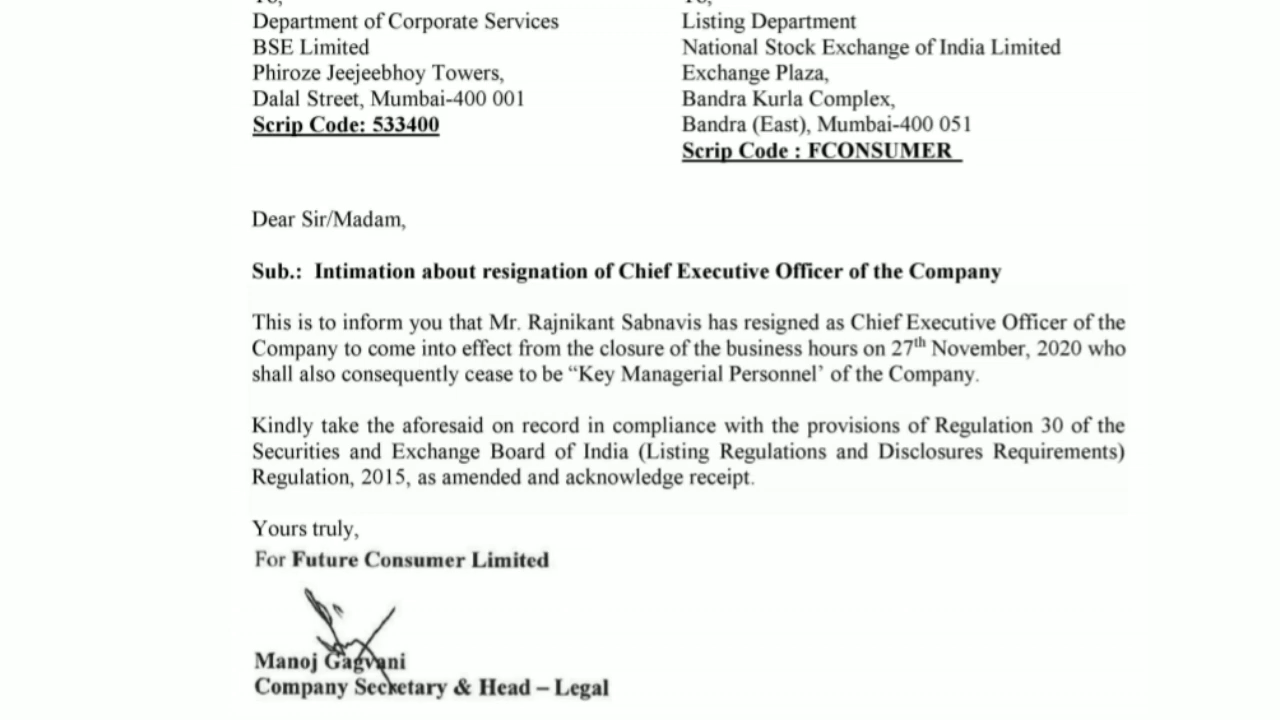 To,
Department of Corporate Services
BSE Limited
Phiroze Jeejeebhoy Towers,
Dalal Street, Mumbai-400 001
Scrip Code: 533400
To,
Listing Department
National Stock Exchange of India Limited
Exchange Plaza,
Bandra Kurla Complex,
Bandra (East), Mumbai-400 051
Scrip Code : FCONSUMER
Dear Sir/Madam,
Sub.: Intimation about resignation of Chief Executive Officer of the Company
This is to inform you that Mr. Rajnikant Sabnavis has resigned as Chief Executive Officer of the
Company to come into effect from the closure of the business hours on 27th November, 2020 who
shall also consequently cease to be “Key Managerial Personnel’ of the Company.
Kindly take the aforesaid on record in compliance with the provisions of Regulation 30 of the
Securities and Exchange Board of India (Listing Regulations and Disclosures Requirements)
Regulation, 2015, as amended and acknowledge receipt.
Yours truly,
For Future Consumer Limited
Manoj Gagvani
Company Secretary & Head – Legal